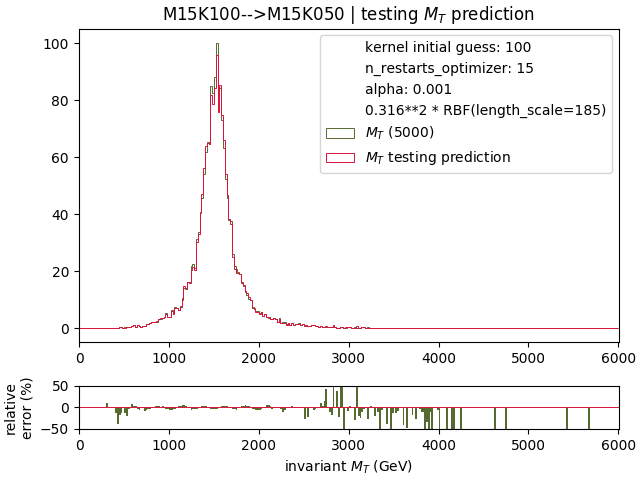 M15K100-->M15K050 | testing M_T prediction
100
80
60
40
20
0
kernel initial guess: 100
n_restarts_optimizer: 15
alpha: 0.001
0.316**2 * RBF(length_scale=185)
M_T (5000)
M_T testing prediction
0 1000 2000 3000 4000 5000 6000
relative
error (%)
50
0
−50
0 1000 2000 3000 4000 5000 6000
invariant M_T (GeV)